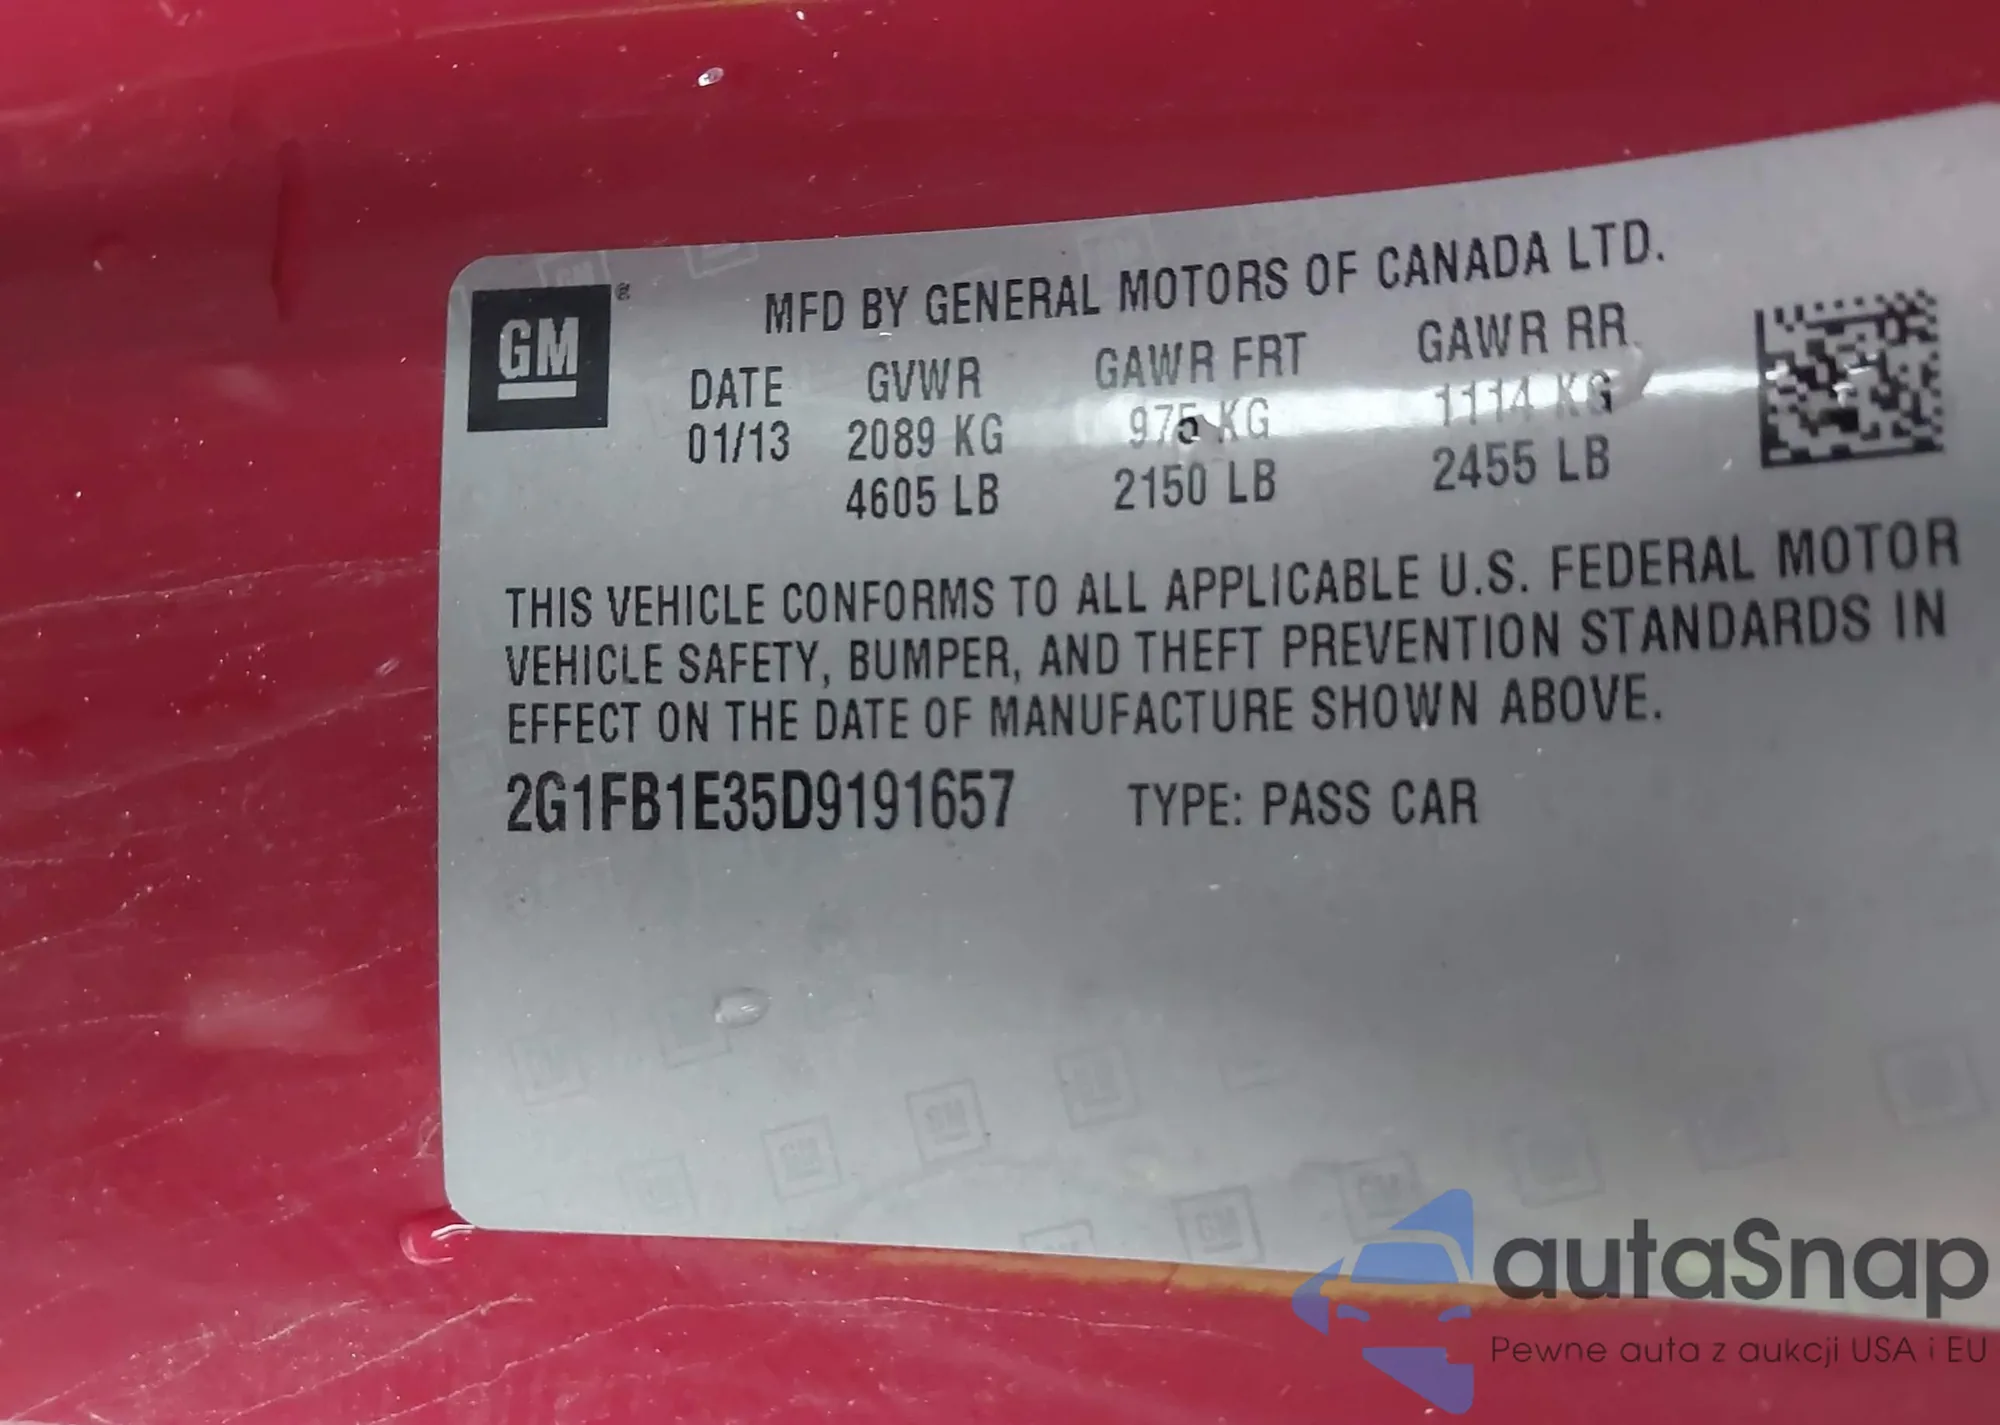 GM ®
MFD BY GENERAL MOTORS OF CANADA LTD.
DATE GVWR GAWR FRT GAWR RR
01/13 2089 KG 975 KG 1114 KG
4605 LB 2150 LB 2455 LB
THIS VEHICLE CONFORMS TO ALL APPLICABLE U.S. FEDERAL MOTOR
VEHICLE SAFETY, BUMPER, AND THEFT PREVENTION STANDARDS IN
EFFECT ON THE DATE OF MANUFACTURE SHOWN ABOVE.
2G1FB1E35D9191657 TYPE: PASS CAR
autaSnap
Pewne auta z aukcji USA i EU